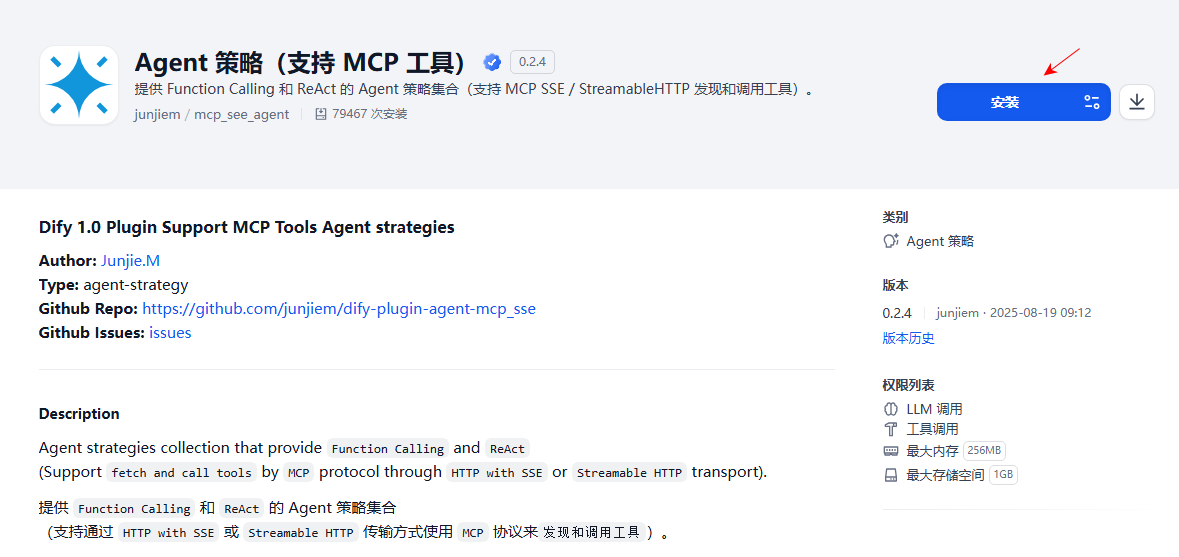 Agent 策略（支持 MCP 工具） 0.2.4
提供 Function Calling 和 ReAct 的 Agent 策略集合（支持 MCP SSE / StreamableHTTP 发现和调用工具）。
junjiem / mcp_see_agent 79467 次安装
安装
Dify 1.0 Plugin Support MCP Tools Agent strategies
Author: Junjie.M
Type: agent-strategy
Github Repo: https://github.com/junjiem/dify-plugin-agent-mcp_sse
Github Issues: issues
Description
Agent strategies collection that provide Function Calling and ReAct
(Support fetch and call tools by MCP protocol through HTTP with SSE or Streamable HTTP transport).
提供 Function Calling 和 ReAct 的 Agent 策略集合
（支持通过 HTTP with SSE 或 Streamable HTTP 传输方式使用 MCP 协议来 发现和调用工具 ）。
类别
Agent 策略
版本
0.2.4 junjiem · 2025-08-19 09:12
版本历史
权限列表
LLM 调用
工具调用
最大内存 256MB
最大存储空间 1GB